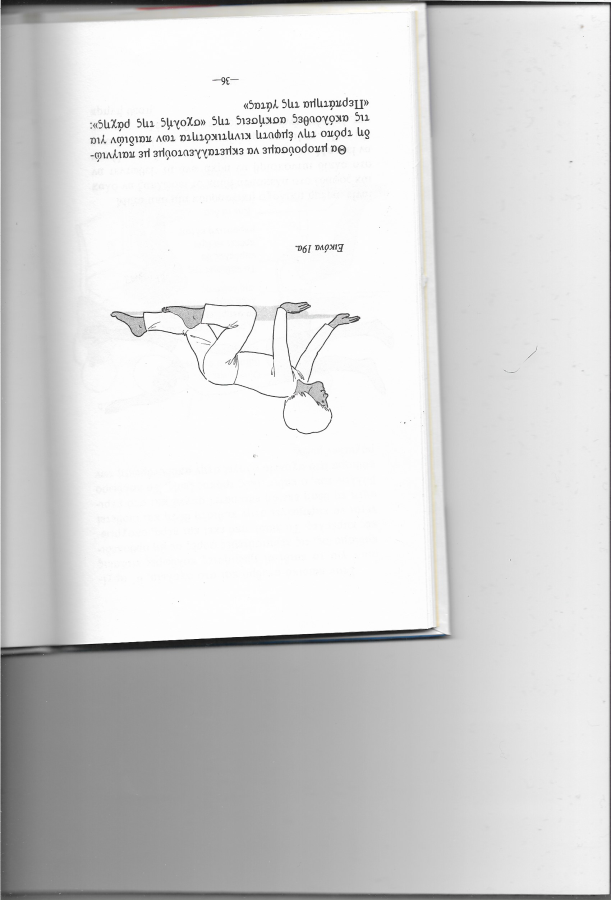 Εικόνα 19α.
Θα μπορούσαμε να εκμεταλλευτούμε με παιγνιώ-
δη τρόπο την έμφυτη κινητικότητα των παιδιών για
τις ακόλουθες ασκήσεις της «σχολής της ράχης»:
«Περπάτημα της γάτας»
—36—